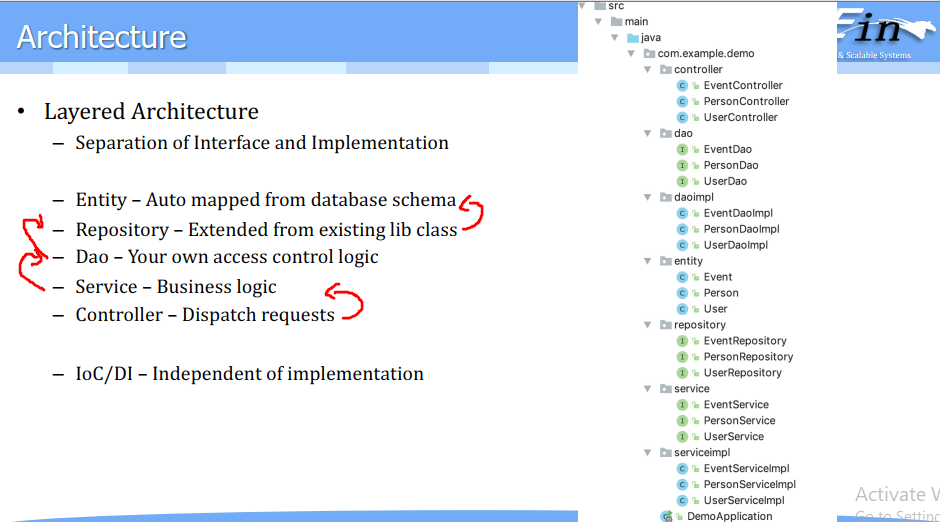 Architecture
• Layered Architecture
– Separation of Interface and Implementation
– Entity – Auto mapped from database schema
– Repository – Extended from existing lib class
– Dao – Your own access control logic
– Service – Business logic
– Controller – Dispatch requests
– IoC/DI – Independent of implementation
src
main
java
com.example.demo
controller
EventController
PersonController
UserController
dao
EventDao
PersonDao
UserDao
daoimpl
EventDaoImpl
PersonDaoImpl
UserDaoImpl
entity
Event
Person
User
repository
EventRepository
PersonRepository
UserRepository
service
EventService
PersonService
UserService
serviceimpl
EventServiceImpl
PersonServiceImpl
UserServiceImpl
DemoApplication
in
& Scalable Systems
Activate
Go to Setting